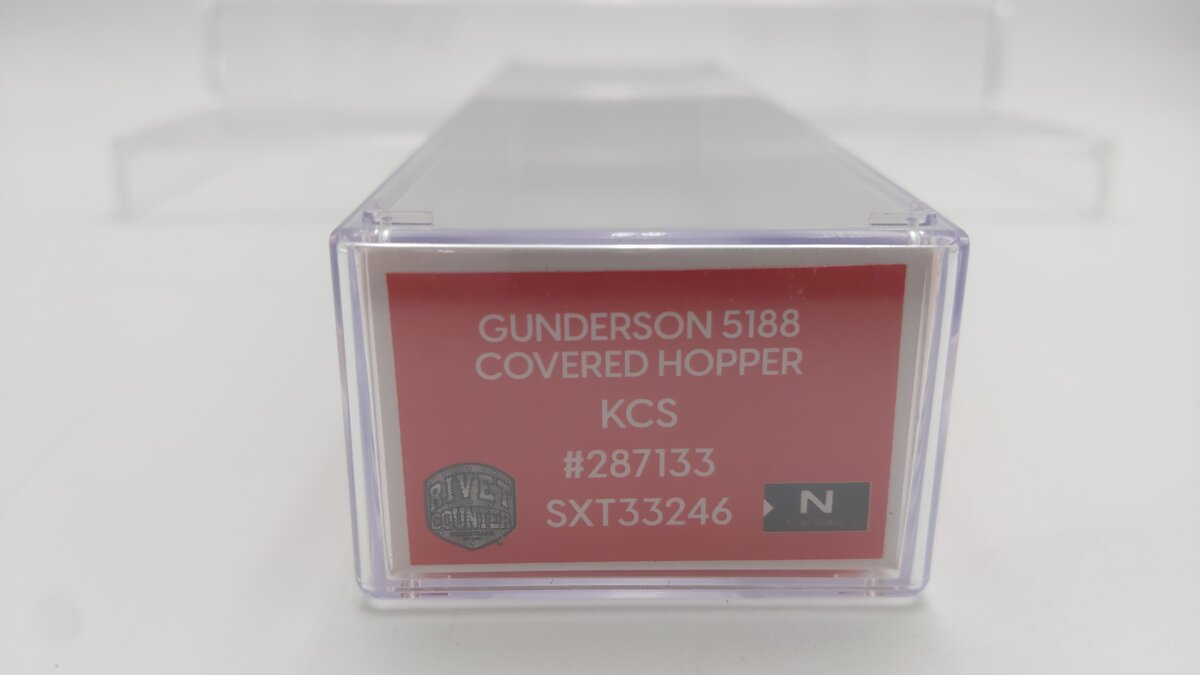 GUNDERSON 5188
COVERED HOPPER
KCS
#287133
SXT33246
RIVET
COUNTER
N